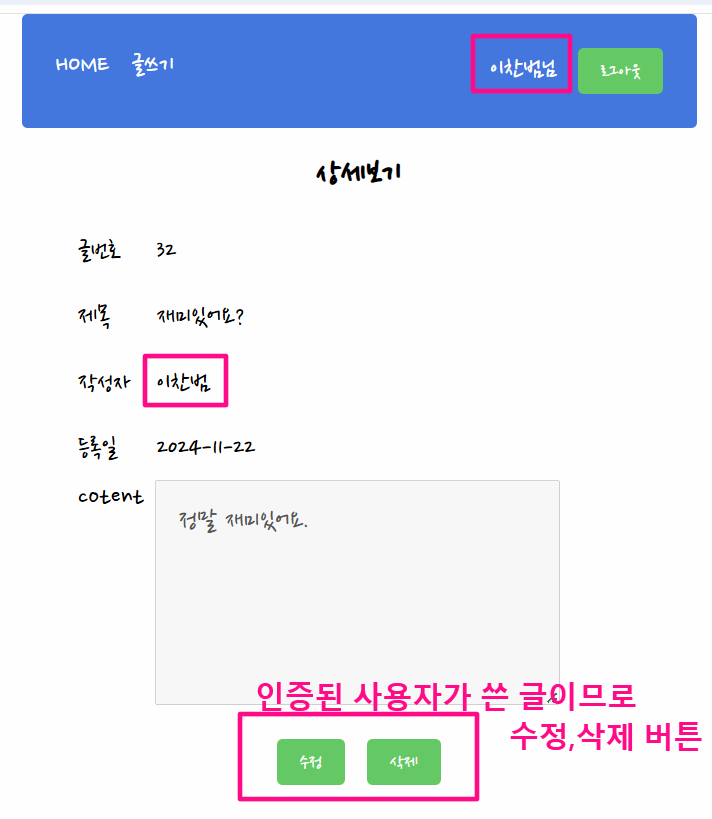 HOME 글쓰기 이찬범님 로그아웃
상세보기
글번호 32
제목 재미있어요?
작성자 이찬범
등록일 2024-11-22
cotent
정말 재미있어요.
인증된 사용자가 쓴 글이므로
수정,삭제 버튼
수정 삭제